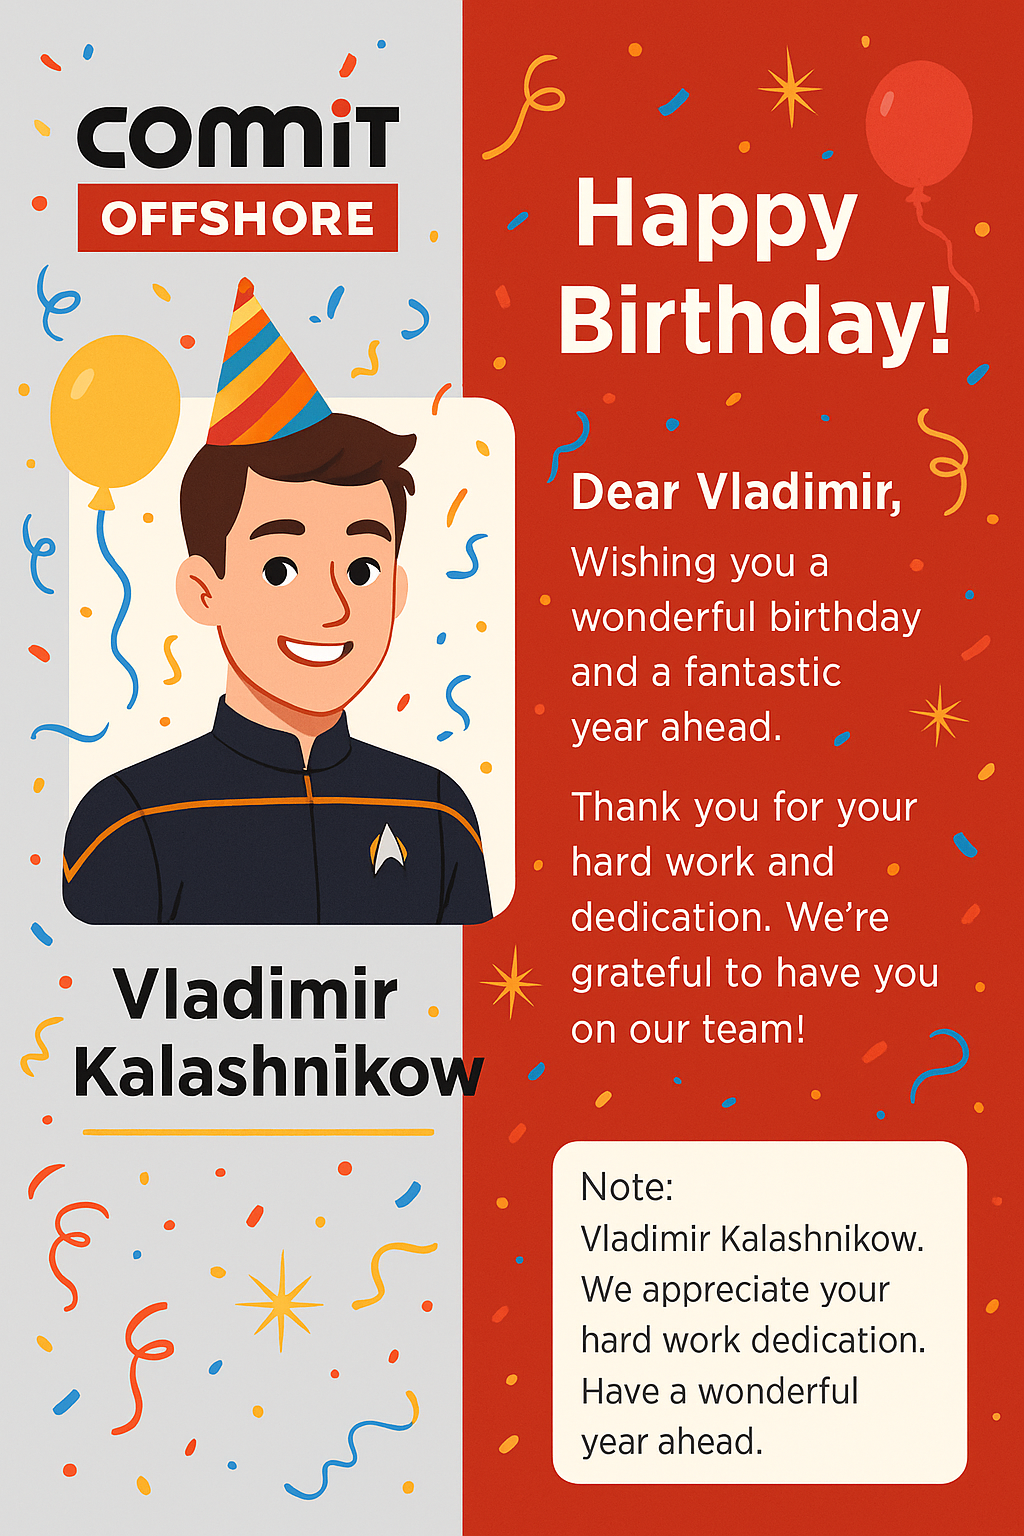 commit
OFFSHORE
Vladimir
Kalashnikow
Happy
Birthday!
Dear Vladimir,
Wishing you a
wonderful birthday
and a fantastic
year ahead.
Thank you for your
hard work and
dedication. We’re
grateful to have you
on our team!
Note:
Vladimir Kalashnikow.
We appreciate your
hard work dedication.
Have a wonderful
year ahead.